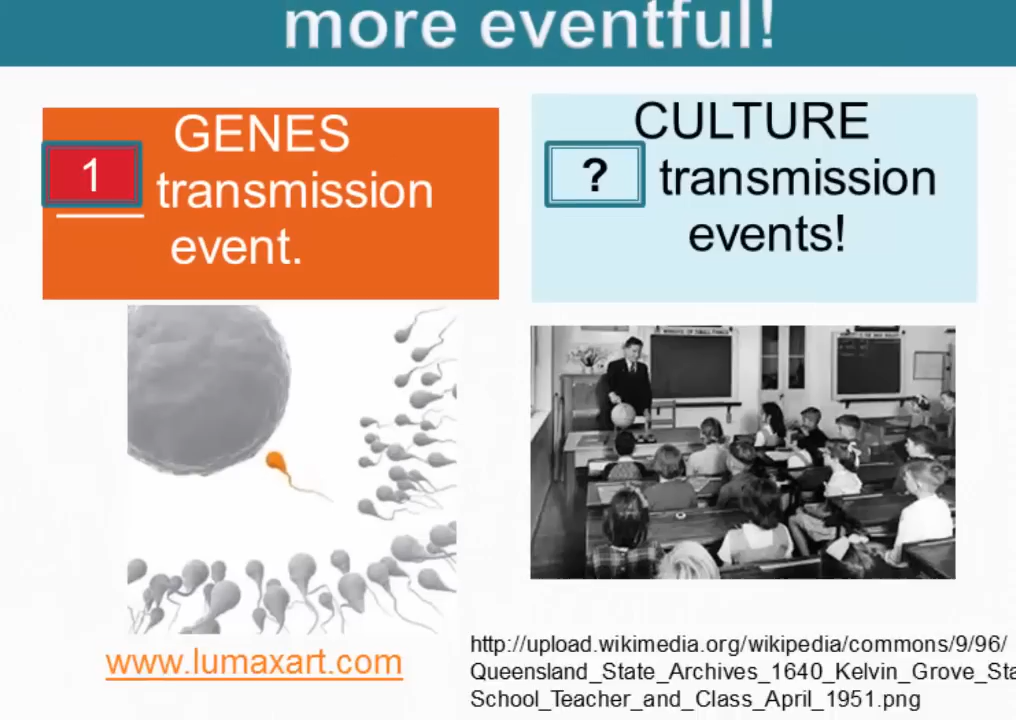 more eventful!
GENES
1 transmission
event.
CULTURE
? transmission
events!
www.lumaxart.com
http://upload.wikimedia.org/wikipedia/commons/9/96/
Queensland_State_Archives_1640_Kelvin_Grove_Sta
School_Teacher_and_Class_April_1951.png